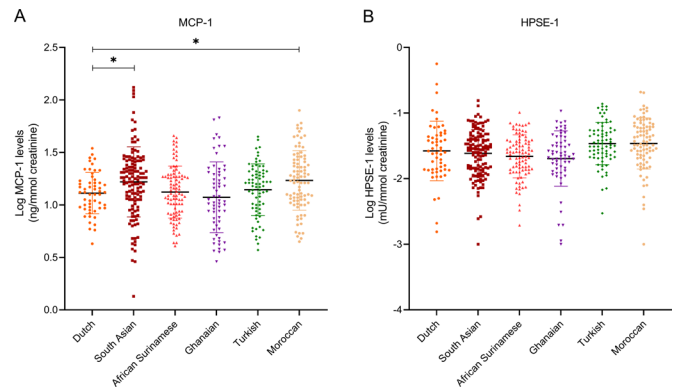 A
MCP-1
Log MCP-1 levels
(ng/mmol creatinine)
2.5
2.0
1.5
1.0
0.5
0.0
*
*
Dutch
South Asian
African Surinamese
Ghanaian
Turkish
Moroccan
B
HPSE-1
Log HPSE-1 levels
(mU/mmol creatinine)
-0
-1
-2
-3
-4
Dutch
South Asian
African Surinamese
Ghanaian
Turkish
Moroccan